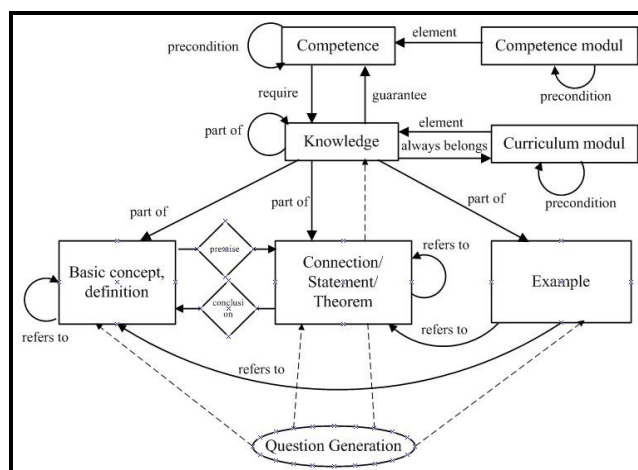 element
precondition
Competence
Competence modul
require
guarantee
precondition
part of
Knowledge
element
always belongs
Curriculum modul
precondition
part of
part of
part of
Basic concept,
definition
premise
Connection/
Statement/
Theorem
refers to
Example
conclusi
on
refers to
refers to
refers to
Question Generation